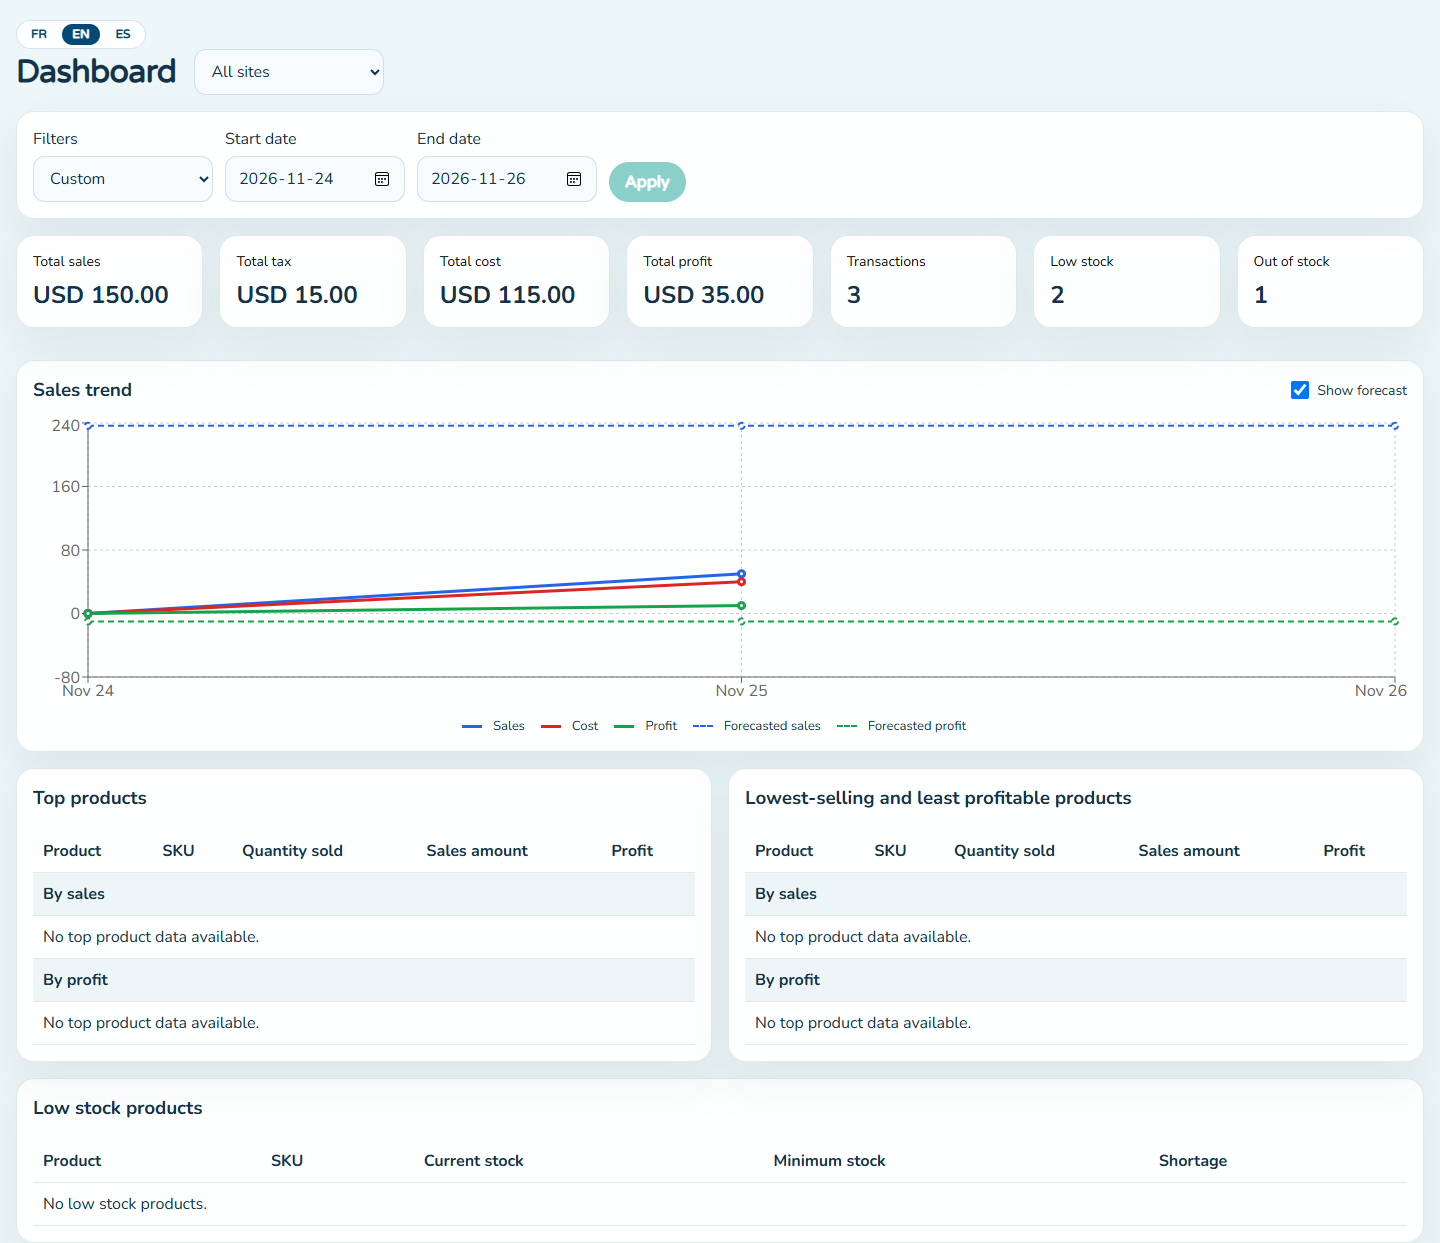 FR EN ES
Dashboard All sites
Filters Start date End date
Custom 2026-11-24 2026-11-26 Apply
Total sales Total tax Total cost Total profit Transactions Low stock Out of stock
USD 150.00 USD 15.00 USD 115.00 USD 35.00 3 2 1
Sales trend Show forecast
240
160
80
0
-80
Nov 24 Nov 25 Nov 26
Sales Cost Profit Forecasted sales Forecasted profit
Top products
Product SKU Quantity sold Sales amount Profit
By sales
No top product data available.
By profit
No top product data available.
Lowest-selling and least profitable products
Product SKU Quantity sold Sales amount Profit
By sales
No top product data available.
By profit
No top product data available.
Low stock products
Product SKU Current stock Minimum stock Shortage
No low stock products.